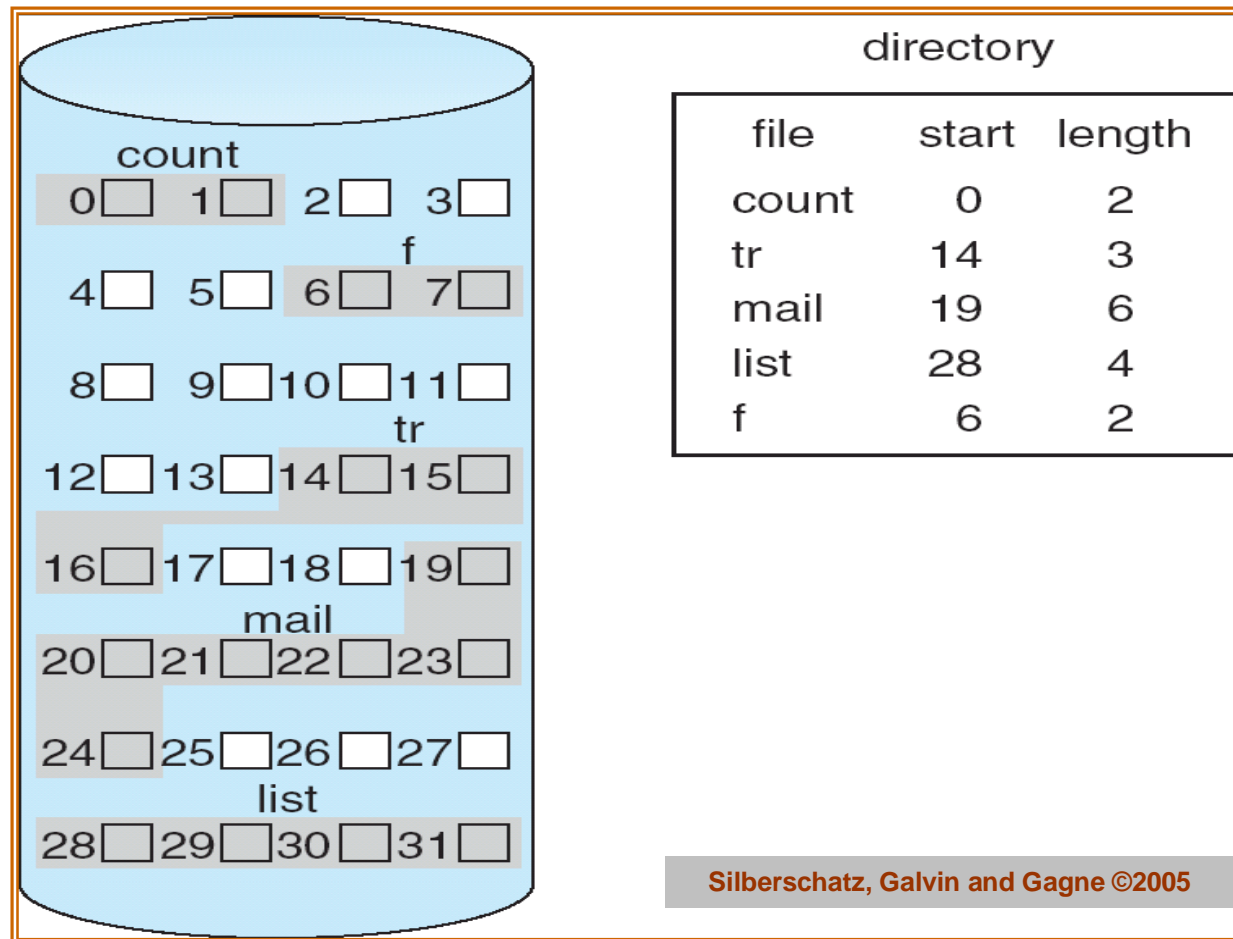 count
0 1 2 3
f
4 5 6 7
8 9 10 11
tr
12 13 14 15
16 17 18 19
mail
20 21 22 23
24 25 26 27
list
28 29 30 31
directory
file start length
count 0 2
tr 14 3
mail 19 6
list 28 4
f 6 2
Silberschatz, Galvin and Gagne ©2005